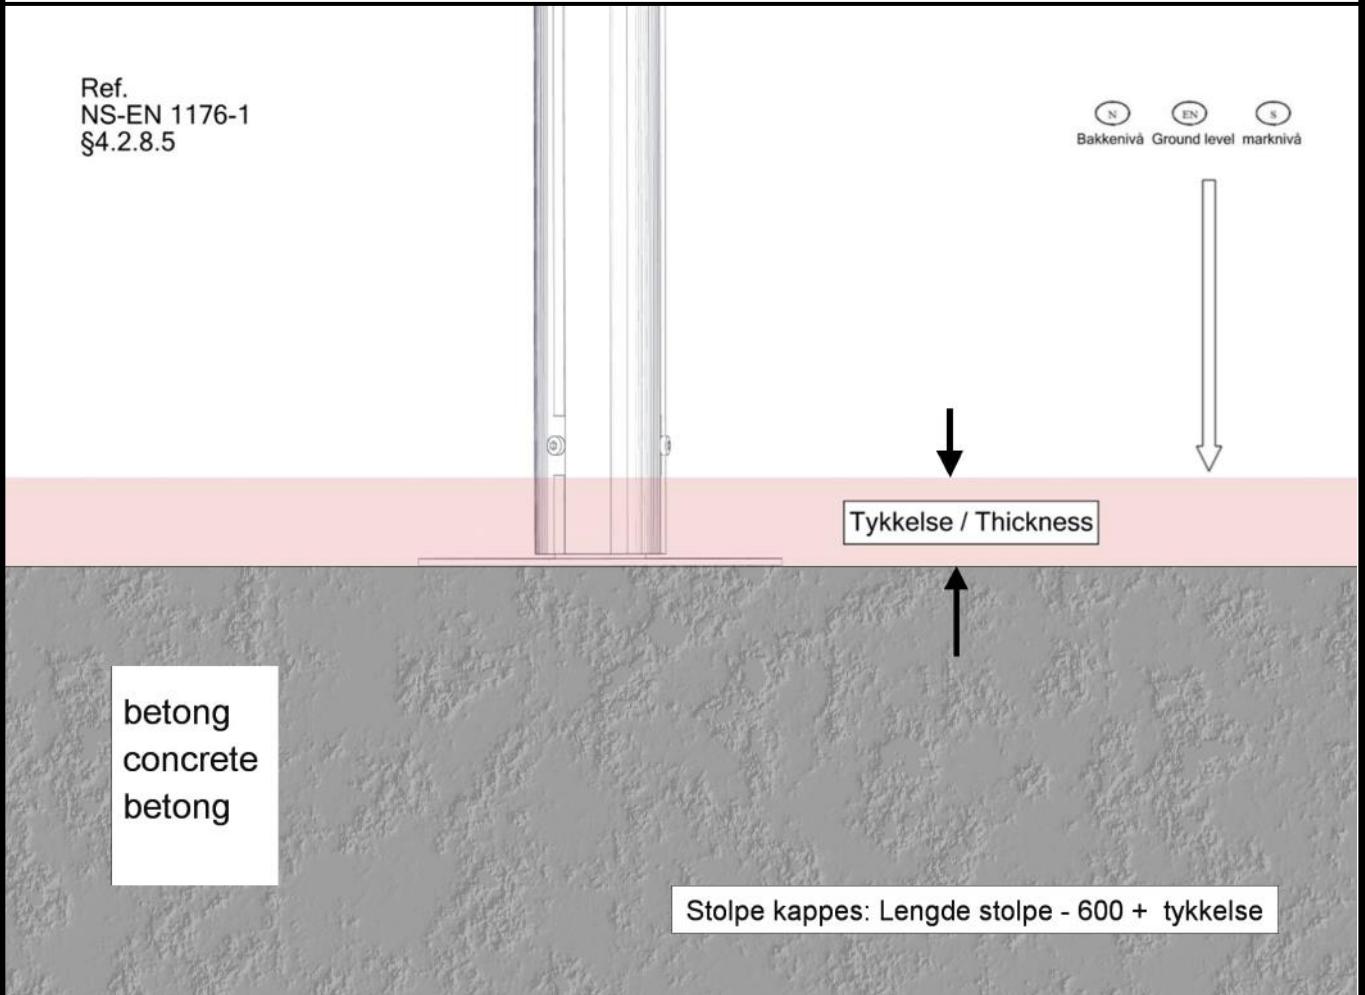 Ref.
NS-EN 1176-1
§4.2.8.5
N EN S
Bakkenivå Ground level marknivå
Tykkelse / Thickness
betong
concrete
betong
Stolpe kappes: Lengde stolpe - 600 + tykkelse